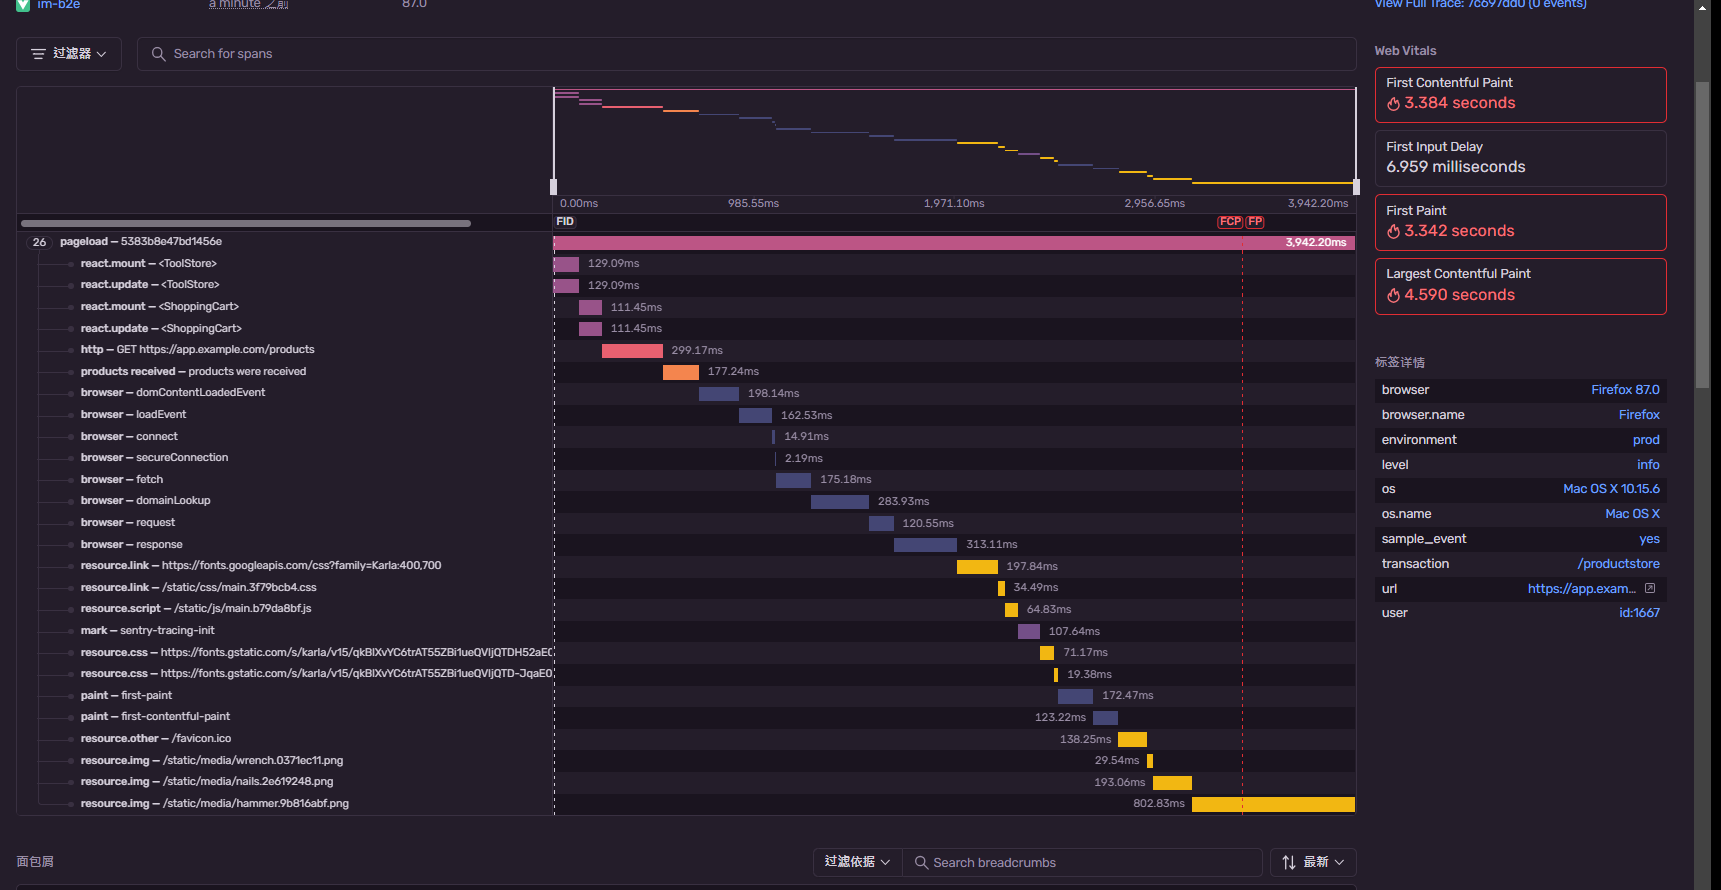 im-b2e
a minute 之前
87.0
View Full Trace: 7c697dd0 (0 events)
过滤器
Search for spans
0.00ms
985.55ms
1,971.10ms
2,956.65ms
3,942.20ms
FID
FCP
FP
26
pageload — 5383b8e47bd1456e
3,942.20ms
react.mount — <ToolStore>
129.09ms
react.update — <ToolStore>
129.09ms
react.mount — <ShoppingCart>
111.45ms
react.update — <ShoppingCart>
111.45ms
http — GET https://app.example.com/products
299.17ms
products received — products were received
177.24ms
browser — domContentLoadedEvent
198.14ms
browser — loadEvent
162.53ms
browser — connect
14.91ms
browser — secureConnection
2.19ms
browser — fetch
175.18ms
browser — domainLookup
283.93ms
browser — request
120.55ms
browser — response
313.11ms
resource.link — https://fonts.googleapis.com/css?family=Karla:400,700
197.84ms
resource.link — /static/css/main.3f79bcb4.css
34.49ms
resource.script — /static/js/main.b79da8bf.js
64.83ms
mark — sentry-tracing-init
107.64ms
resource.css — https://fonts.gstatic.com/s/karla/v15/qkBIXvYC6trAT55ZBi1ueQVIjQTDH52aE0
71.17ms
resource.css — https://fonts.gstatic.com/s/karla/v15/qkBIXvYC6trAT55ZBi1ueQVIjQTD-JqaE0
19.38ms
paint — first-paint
172.47ms
paint — first-contentful-paint
123.22ms
resource.other — /favicon.ico
138.25ms
resource.img — /static/media/wrench.0371ec11.png
29.54ms
resource.img — /static/media/nails.2e619248.png
193.06ms
resource.img — /static/media/hammer.9b816abf.png
802.83ms
面包屑
过滤依据
Search breadcrumbs
最新
Web Vitals
First Contentful Paint
3.384 seconds
First Input Delay
6.959 milliseconds
First Paint
3.342 seconds
Largest Contentful Paint
4.590 seconds
标签详情
browser
Firefox 87.0
browser.name
Firefox
environment
prod
level
info
os
Mac OS X 10.15.6
os.name
Mac OS X
sample_event
yes
transaction
/productstore
url
https://app.exam...
user
id:1667